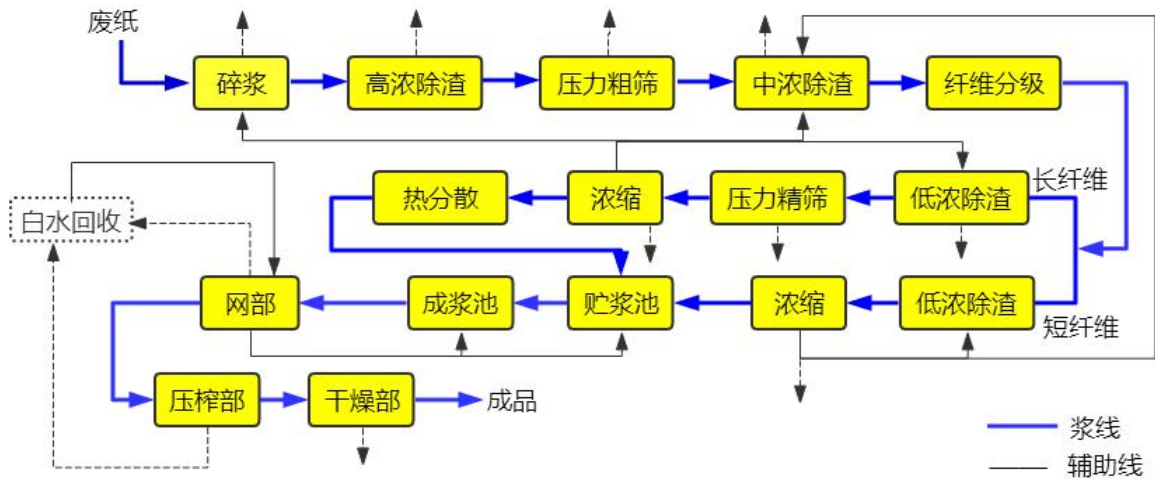 废纸
碎浆
高浓除渣
压力粗筛
中浓除渣
纤维分级
热分散
浓缩
压力精筛
低浓除渣
长纤维
白水回收
网部
成浆池
贮浆池
浓缩
低浓除渣
短纤维
压榨部
干燥部
成品
浆线
辅助线